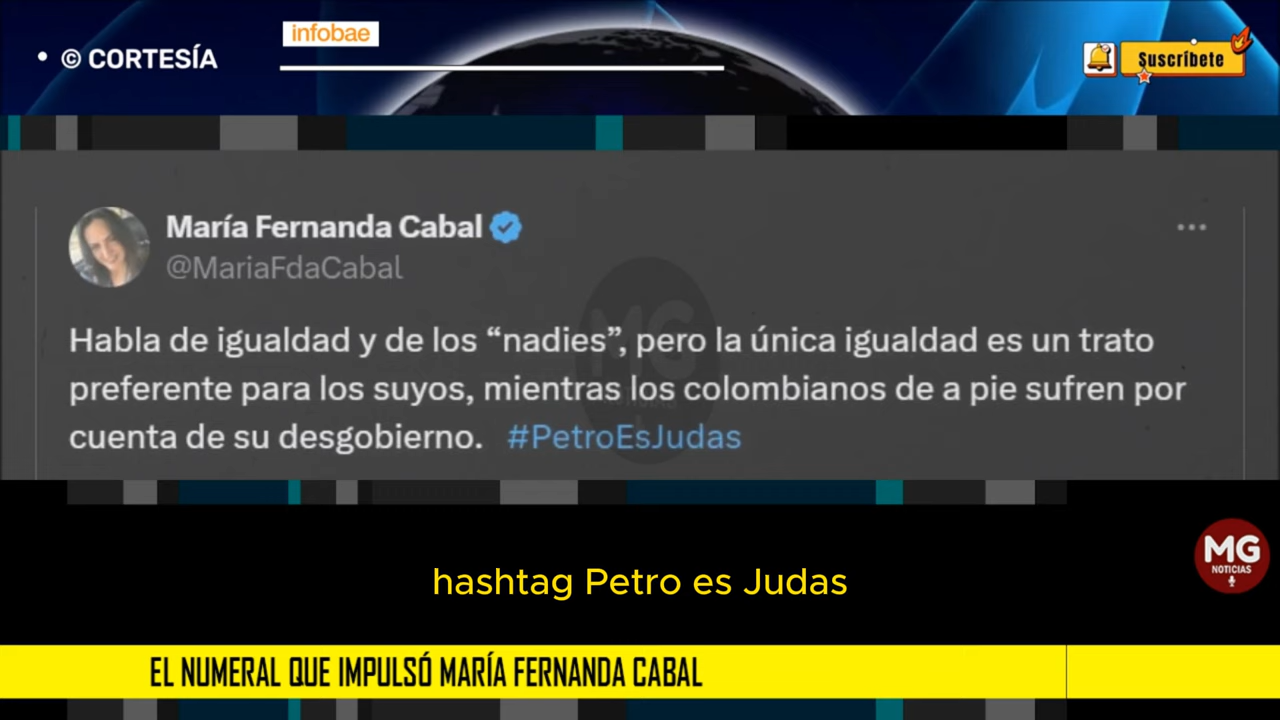 infobae
• © CORTESÍA
Suscríbete
María Fernanda Cabal
@MariaFdaCabal
Habla de igualdad y de los “nadies”, pero la única igualdad es un trato
preferente para los suyos, mientras los colombianos de a pie sufren por
cuenta de su desgobierno. #PetroEsJudas
MG
NOTICIAS
hashtag Petro es Judas
EL NUMERAL QUE IMPULSÓ MARÍA FERNANDA CABAL